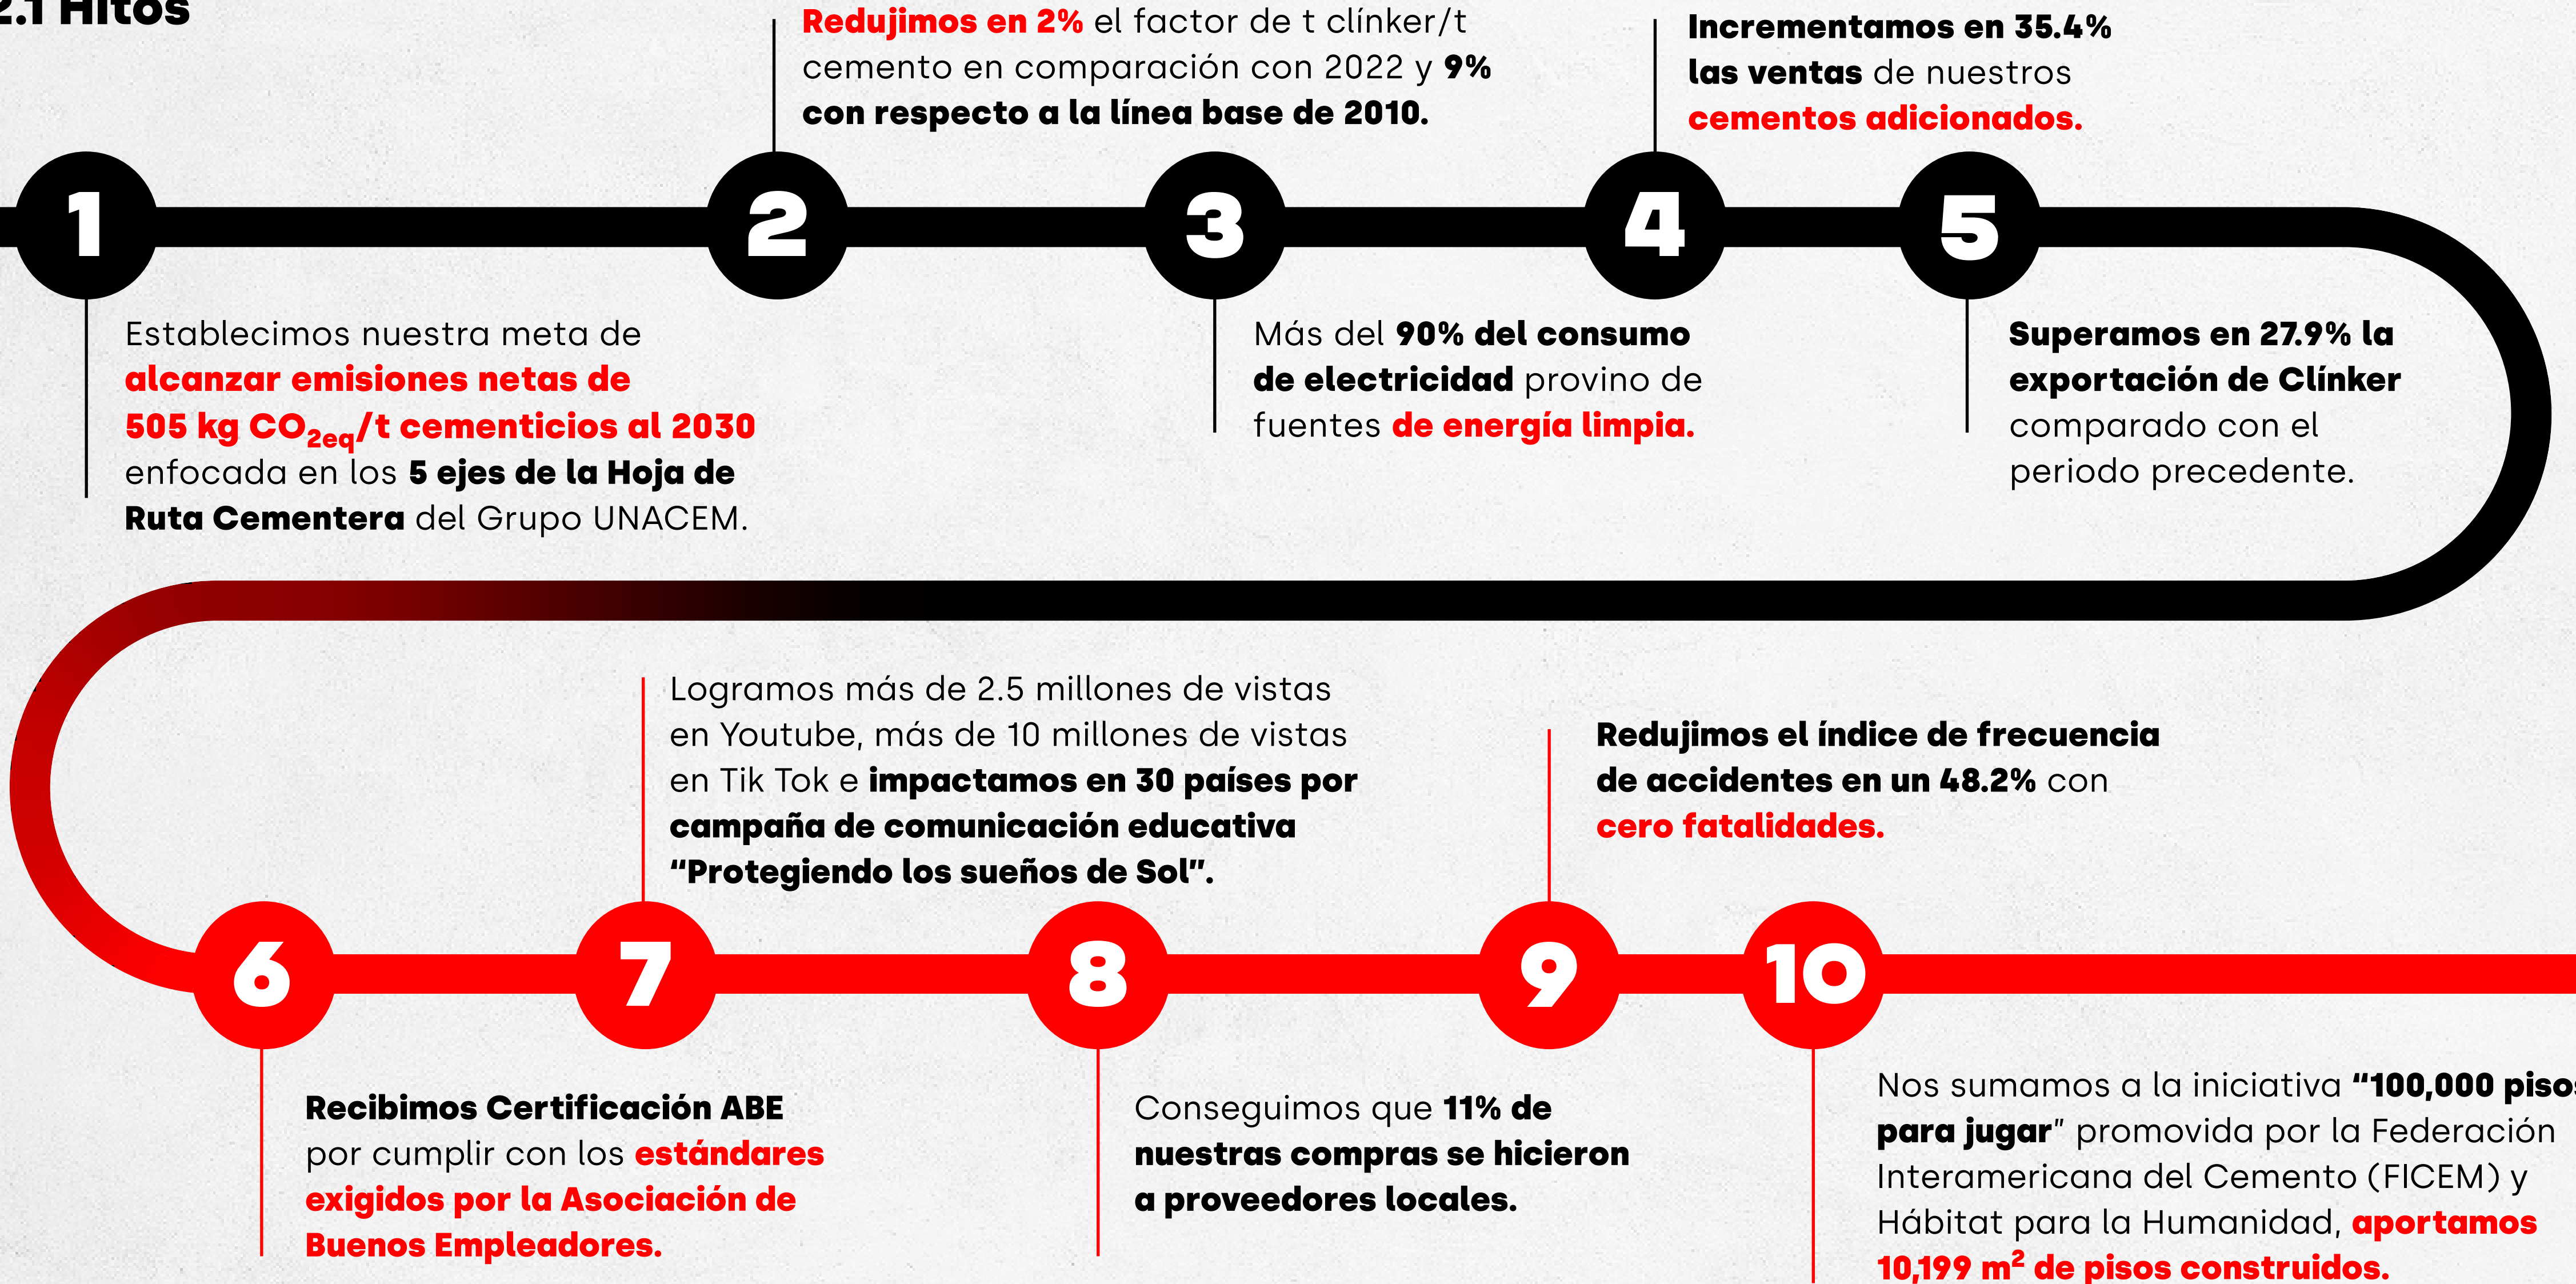 2.1 Hitos
Redujimos en 2% el factor de t clínker/t
cemento en comparación con 2022 y 9%
con respecto a la línea base de 2010.
Incrementamos en 35.4%
las ventas de nuestros
cementos adicionados.
1
2
3
4
5
Establecimos nuestra meta de
alcanzar emisiones netas de
505 kg CO2eq/t cementicios al 2030
enfocada en los 5 ejes de la Hoja de
Ruta Cementera del Grupo UNACEM.
Más del 90% del consumo
de electricidad provino de
fuentes de energía limpia.
Superamos en 27.9% la
exportación de Clínker
comparado con el
periodo precedente.
Logramos más de 2.5 millones de vistas
en Youtube, más de 10 millones de vistas
en Tik Tok e impactamos en 30 países por
campaña de comunicación educativa
“Protegiendo los sueños de Sol”.
Redujimos el índice de frecuencia
de accidentes en un 48.2% con
cero fatalidades.
6
7
8
9
10
Recibimos Certificación ABE
por cumplir con los estándares
exigidos por la Asociación de
Buenos Empleadores.
Conseguimos que 11% de
nuestras compras se hicieron
a proveedores locales.
Nos sumamos a la iniciativa “100,000 pisos
para jugar” promovida por la Federación
Interamericana del Cemento (FICEM) y
Hábitat para la Humanidad, aportamos
10,199 m² de pisos construidos.